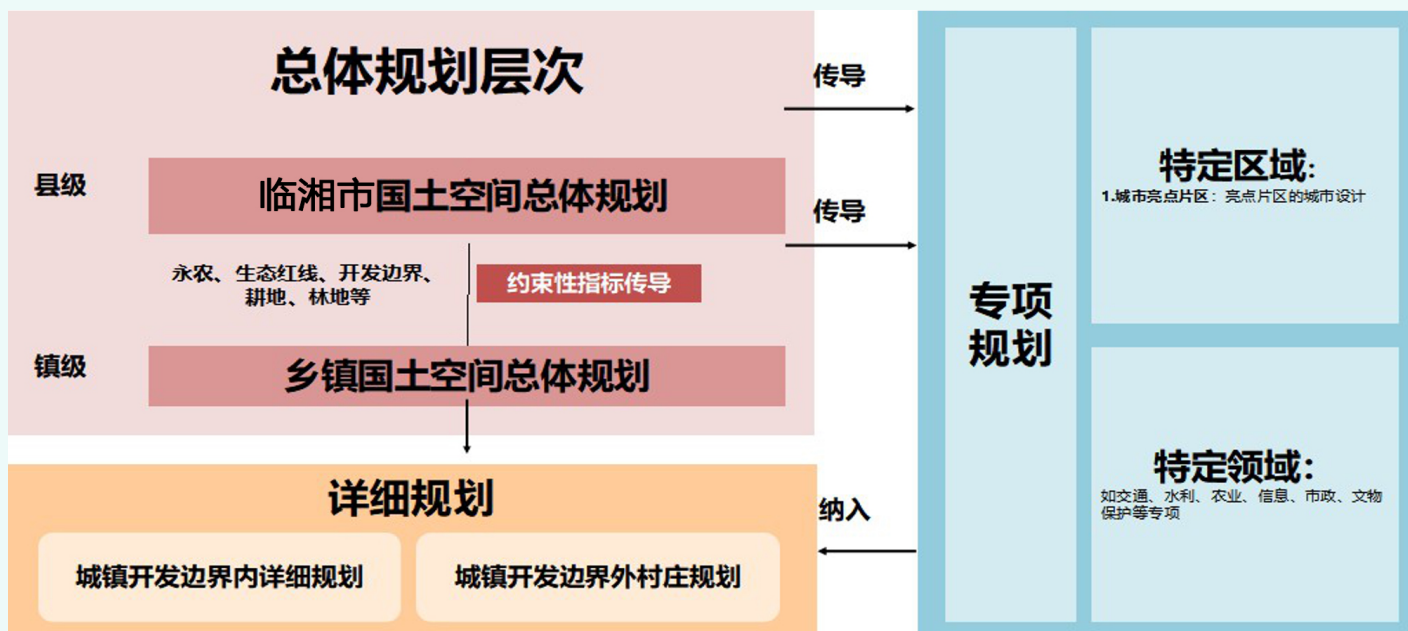 总体规划层次
县级
临湘市国土空间总体规划
永农、生态红线、开发边界、
耕地、林地等
约束性指标传导
镇级
乡镇国土空间总体规划
详细规划
城镇开发边界内详细规划
城镇开发边界外村庄规划
传导
传导
纳入
专项
规划
特定区域：
1.城市亮点片区：亮点片区的城市设计
特定领域：
如交通、水利、农业、信息、市政、文物
保护等专项